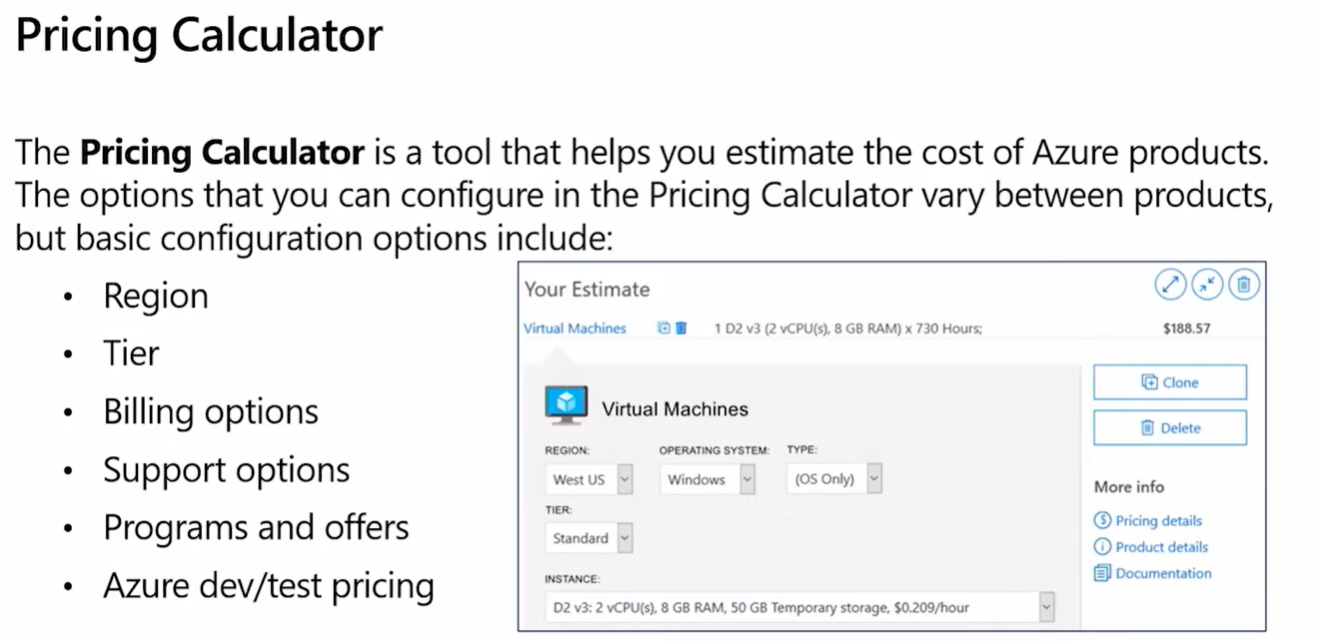 Pricing Calculator
The Pricing Calculator is a tool that helps you estimate the cost of Azure products.
The options that you can configure in the Pricing Calculator vary between products,
but basic configuration options include:
• Region
• Tier
• Billing options
• Support options
• Programs and offers
• Azure dev/test pricing
Your Estimate
Virtual Machines 1 D2 v3 (2 vCPU(s), 8 GB RAM) x 730 Hours; $188.57
Virtual Machines
REGION: OPERATING SYSTEM: TYPE:
West US Windows (OS Only)
TIER:
Standard
INSTANCE:
D2 v3: 2 vCPU(s), 8 GB RAM, 50 GB Temporary storage, $0.209/hour
Clone
Delete
More info
Pricing details
Product details
Documentation